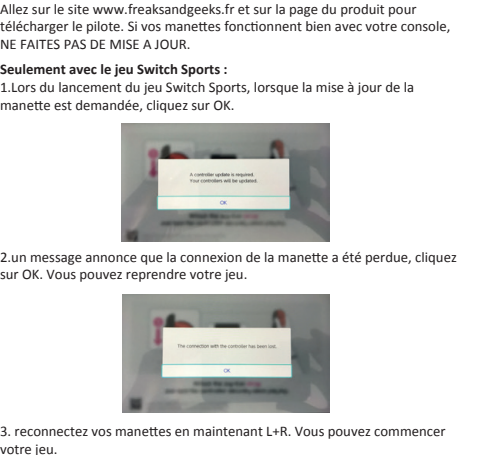 Allez sur le site www.freaksandgeeks.fr et sur la page du produit pour
télécharger le pilote. Si vos manettes fonctionnent bien avec votre console,
NE FAITES PAS DE MISE A JOUR.
Seulement avec le jeu Switch Sports :
1.Lors du lancement du jeu Switch Sports, lorsque la mise à jour de la
manette est demandée, cliquez sur OK.
A controller update is required.
Your controllers will be updated.
OK
2.un message annonce que la connexion de la manette a été perdue, cliquez
sur OK. Vous pouvez reprendre votre jeu.
The connection with the controller has been lost.
OK
3. reconnectez vos manettes en maintenant L+R. Vous pouvez commencer
votre jeu.